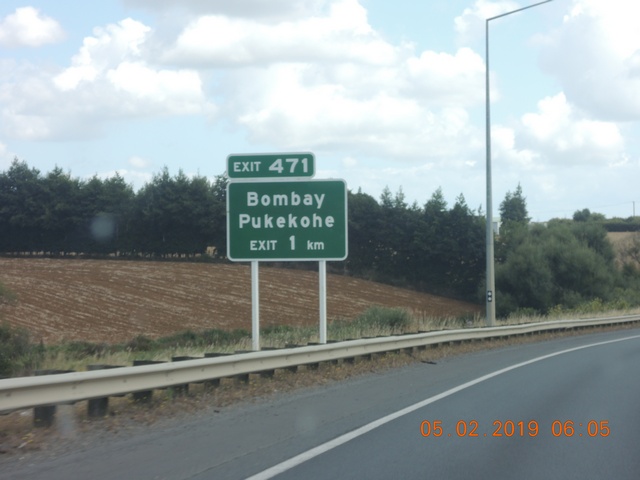 EXIT 471
Bombay
Pukekohe
EXIT 1 km
05 02 2019 06:05